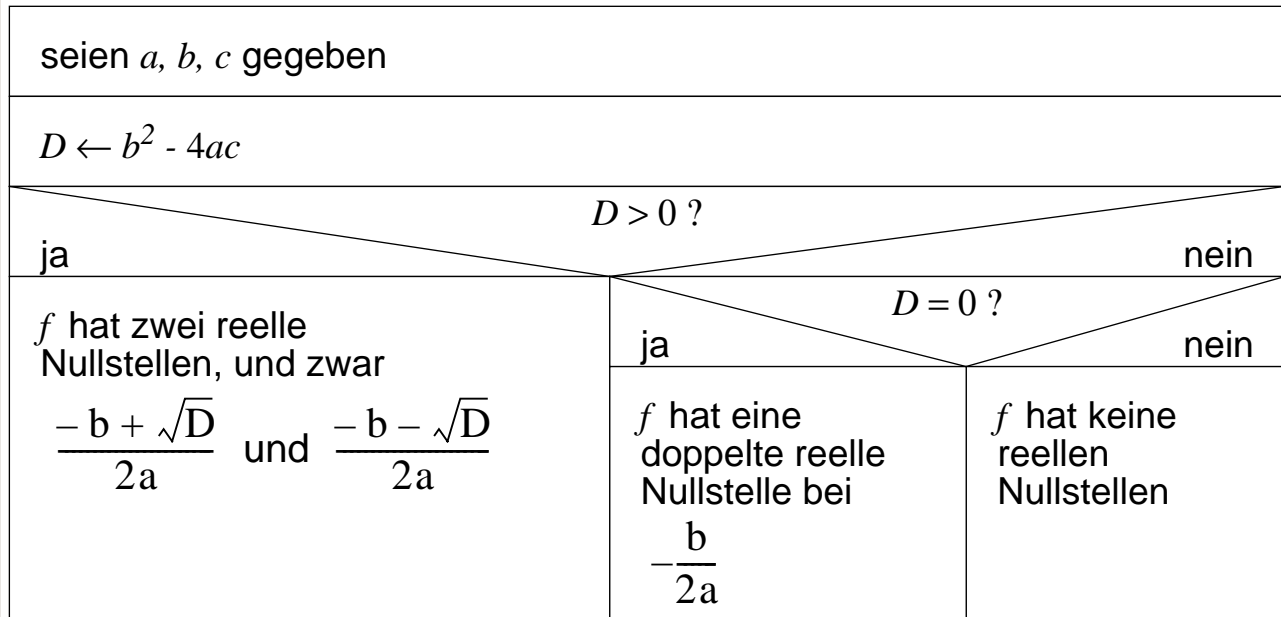 seien a, b, c gegeben
D ← b² - 4ac
D > 0 ?
ja
nein
f hat zwei reelle
Nullstellen, und zwar
(– b + √D) / 2a und (– b – √D) / 2a
D = 0 ?
ja
nein
f hat eine
doppelte reelle
Nullstelle bei
– b / 2a
f hat keine
reellen
Nullstellen